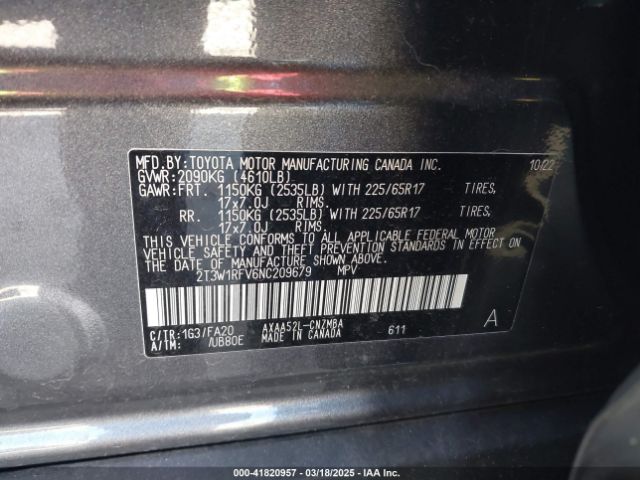 MFD.BY:TOYOTA MOTOR MANUFACTURING CANADA INC. 10/22
GVWR:2090KG (4610LB)
GAWR:FRT. 1150KG (2535LB) WITH 225/65R17 TIRES,
17x7.0J RIMS.
RR. 1150KG (2535LB) WITH 225/65R17 TIRES,
17x7.0J RIMS.
THIS VEHICLE CONFORMS TO ALL APPLICABLE FEDERAL MOTOR
VEHICLE SAFETY AND THEFT PREVENTION STANDARDS IN EFFECT
ON THE DATE OF MANUFACTURE SHOWN ABOVE.
2T3W1RFV6NC209679 MPV
C/TR:1G3/FA20 AXAA52L-CNZMBA 611 A
A/TM: /UB80E MADE IN CANADA
000-41820957 - 03/18/2025 - IAAI.COM